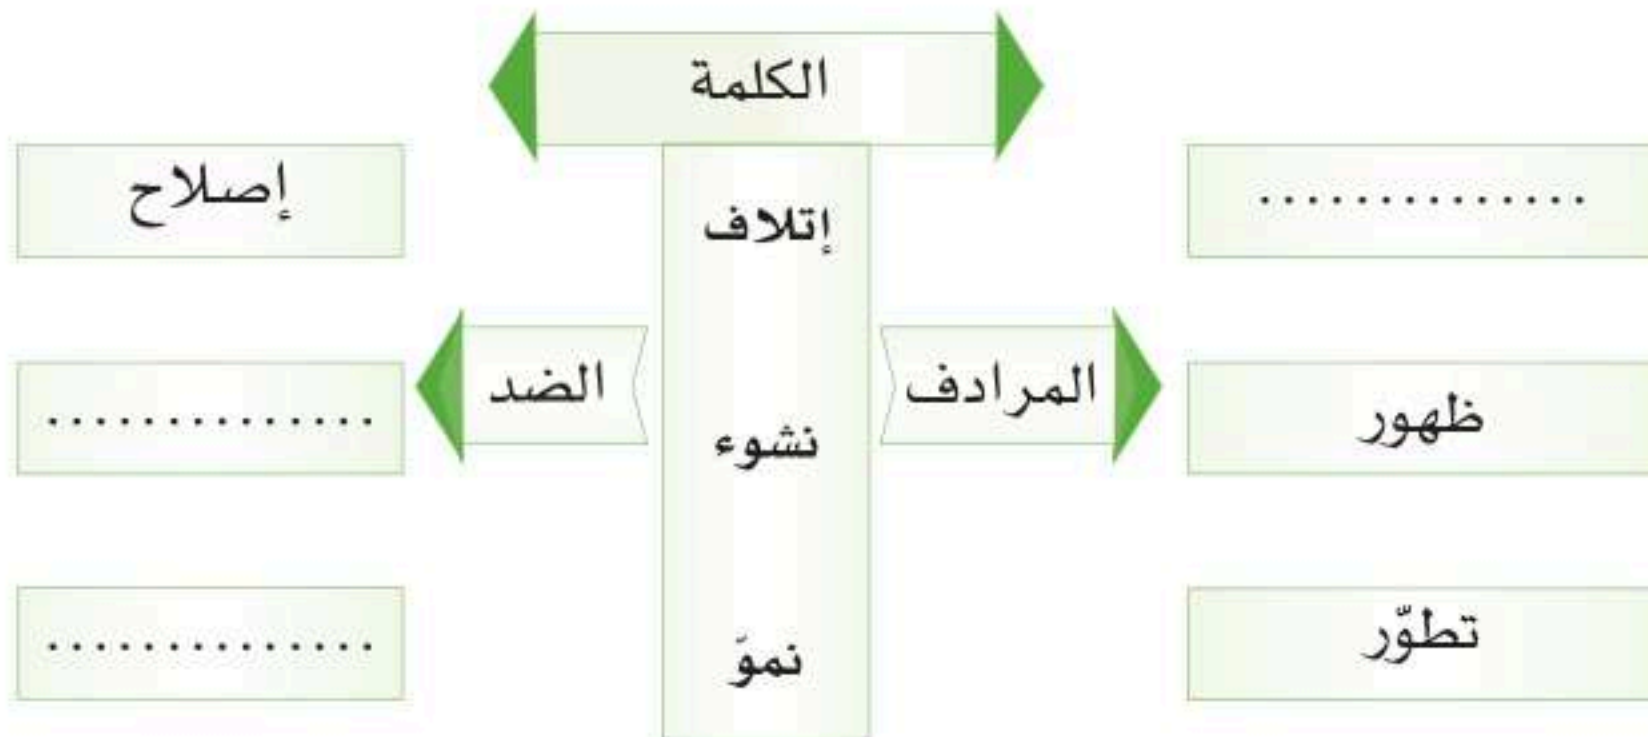 الكلمة
..............
إتلاف
إصلاح
المرادف
الضد
ظهور
نشوء
..............
تطوّر
نموّ
..............